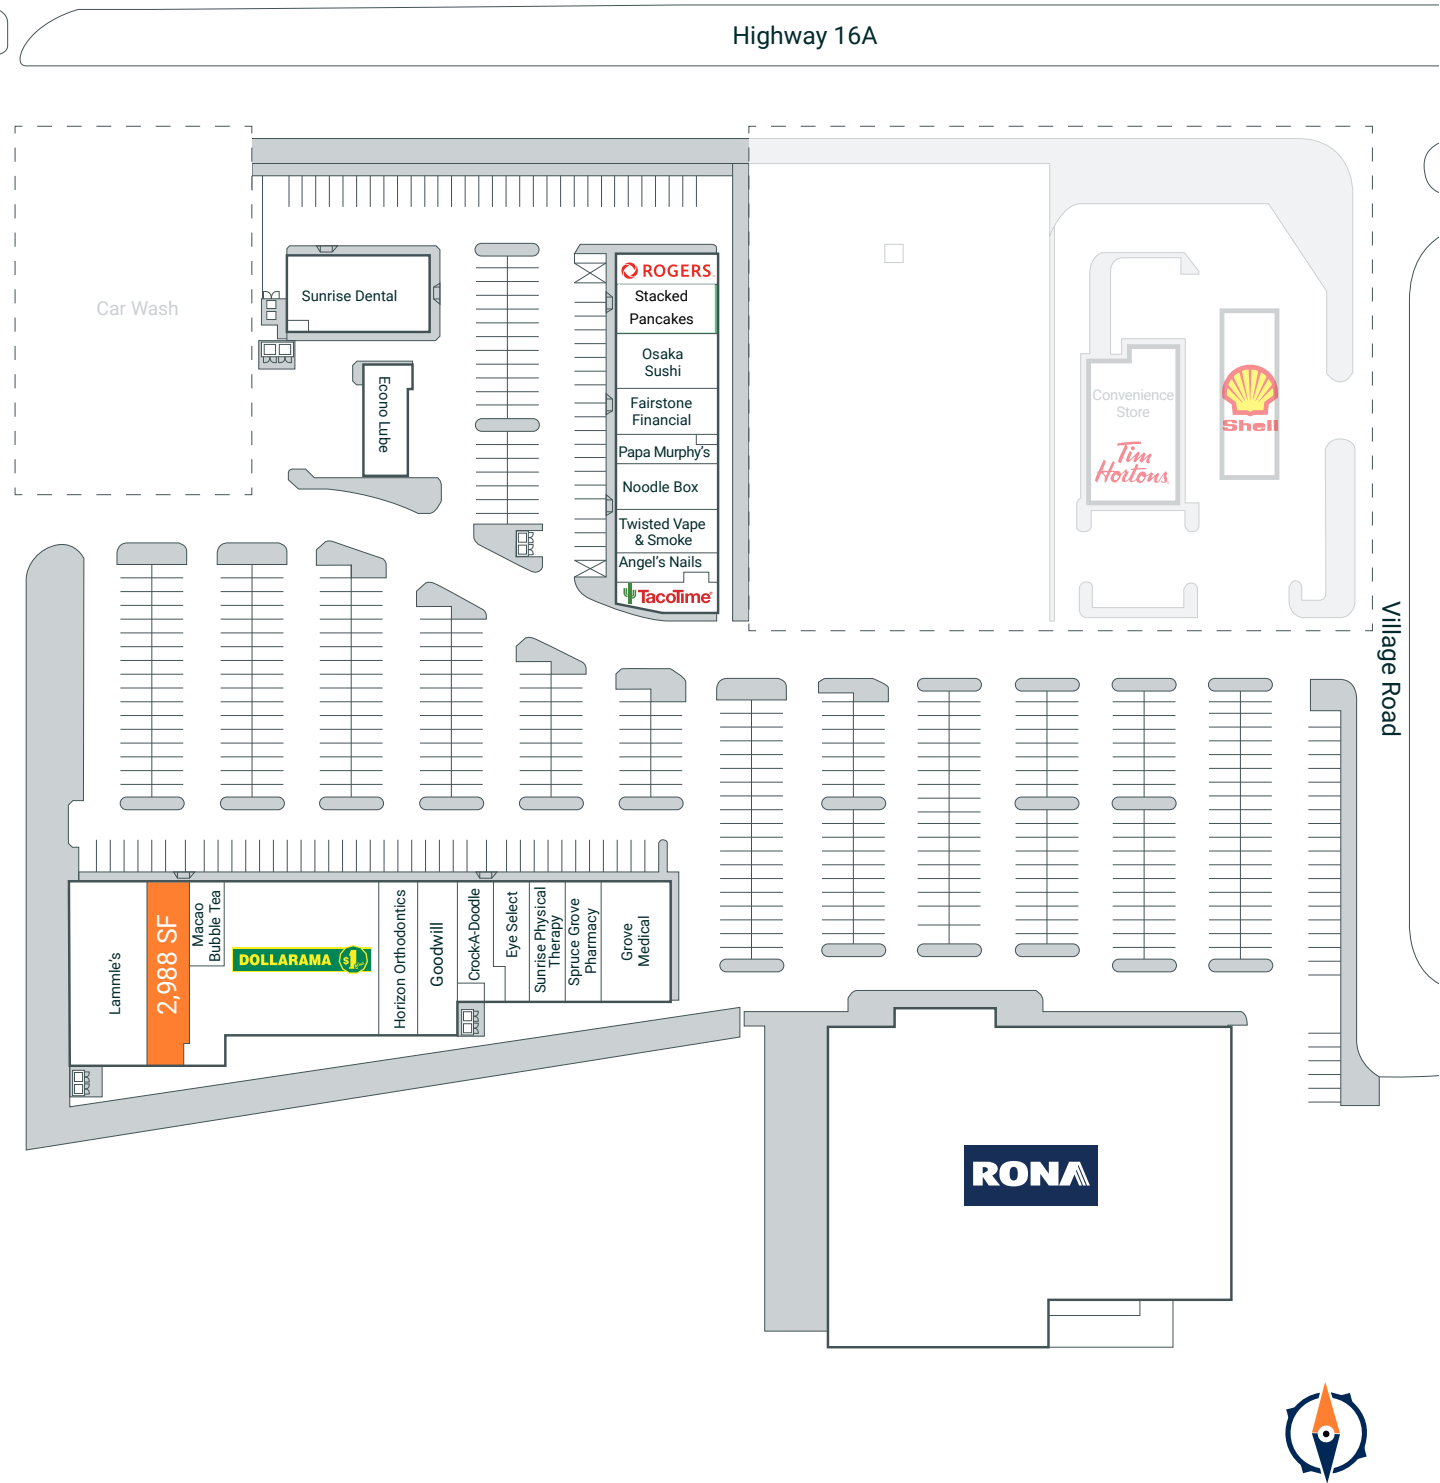 Highway 16A
Car Wash
Sunrise Dental
Econo Lube
ROGERS
Stacked
Pancakes
Osaka
Sushi
Fairstone
Financial
Papa Murphy's
Noodle Box
Twisted Vape
& Smoke
Angel's Nails
TacoTime
Convenience
Store
Tim
Hortons
Shell
Village Road
Lammle's
2,988 SF
Macao
Bubble Tea
DOLLARAMA $1
Horizon Orthodontics
Goodwill
Crock-A-Doodle
Eye Select
Sunrise Physical
Therapy
Spruce Grove
Pharmacy
Grove
Medical
RONA